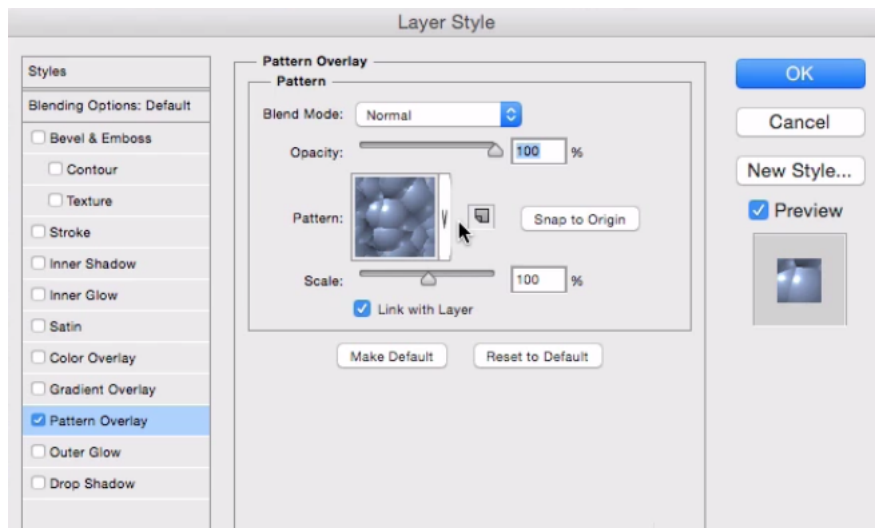 Layer Style
Styles
Blending Options: Default
Bevel & Emboss
Contour
Texture
Stroke
Inner Shadow
Inner Glow
Satin
Color Overlay
Gradient Overlay
Pattern Overlay
Outer Glow
Drop Shadow
Pattern Overlay
Pattern
Blend Mode: Normal
Opacity: 100 %
Pattern: Snap to Origin
Scale: 100 %
Link with Layer
Make Default Reset to Default
OK
Cancel
New Style...
Preview